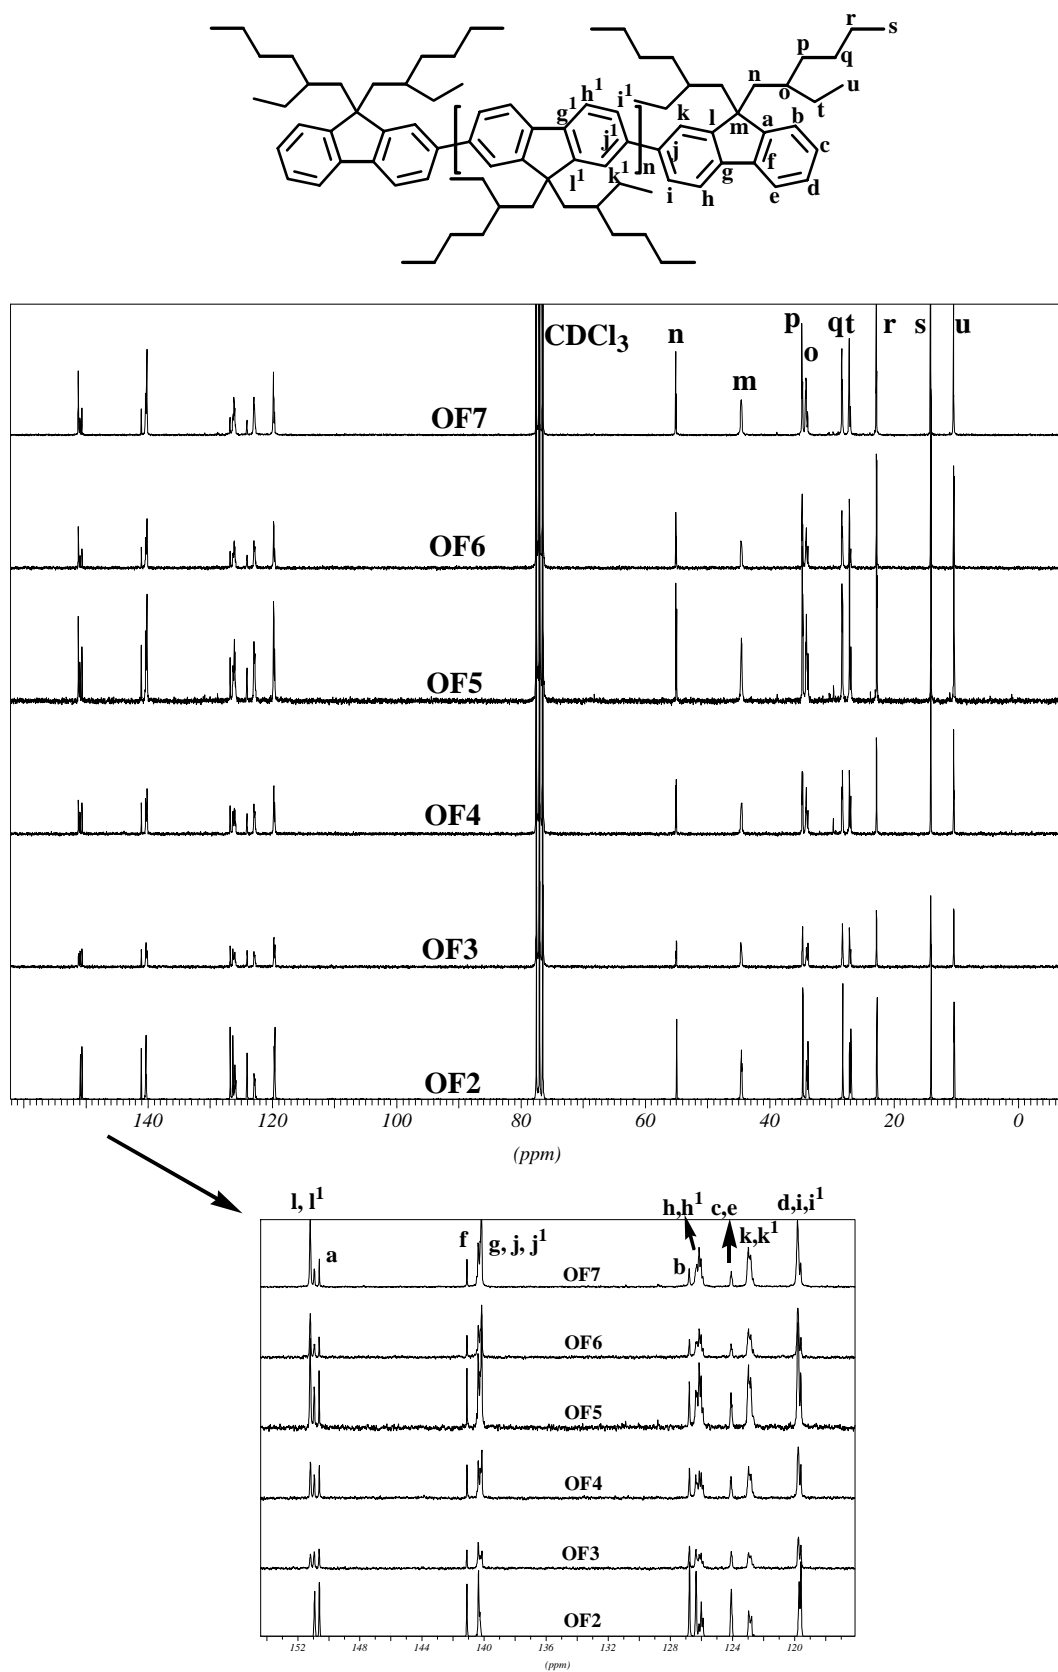 r
s
p
q
n
u
o
t
h¹
i¹
g¹
k
l
m
a
b
j¹
c
j
f
l¹
k¹
n
g
d
i
h
e
CDCl₃
n
m
p
o
q t
r
s
u
OF7
OF6
OF5
OF4
OF3
OF2
140 120 100 80 60 40 20 0
(ppm)
l, l¹
a
f
g, j, j¹
h,h¹
b
c,e
k,k¹
d,i,i¹
OF7
OF6
OF5
OF4
OF3
OF2
152 148 144 140 136 132 128 124 120
(ppm)